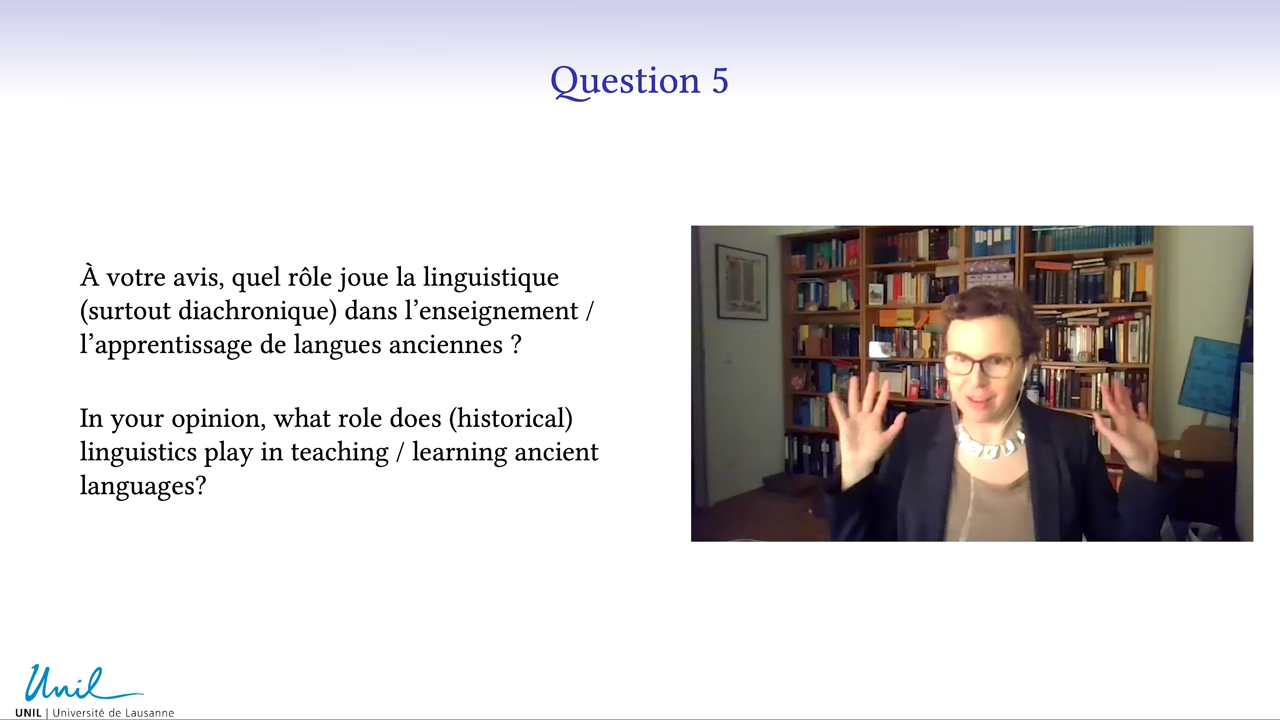 Question 5
À votre avis, quel rôle joue la linguistique
(surtout diachronique) dans l’enseignement /
l’apprentissage de langues anciennes ?
In your opinion, what role does (historical)
linguistics play in teaching / learning ancient
languages?
Unil
UNIL | Université de Lausanne